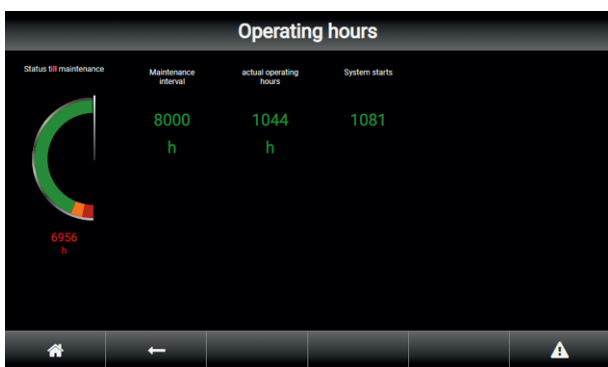 Operating hours
Status till maintenance
Maintenance
interval
actual operating
hours
System starts
8000
h
1044
h
1081
6956
h